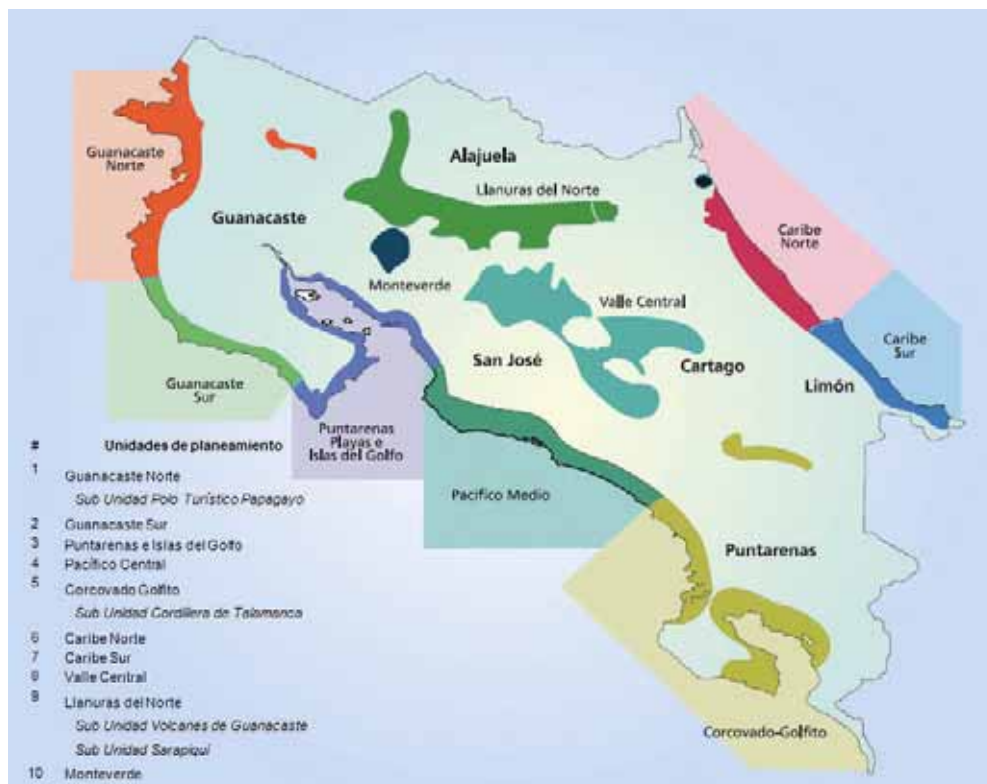 Guanacaste
Norte
Alajuela
Llanuras del Norte
Guanacaste
Caribe
Norte
Monteverde
Valle Central
Caribe
Sur
San José
Cartago
Limón
Guanacaste
Sur
Puntarenas
Playas e
Islas del Golfo
Pacífico Medio
Puntarenas
Corcovado-Golfito
# Unidades de planeamiento
1 Guanacaste Norte
Sub Unidad Polo Turístico Papagayo
2 Guanacaste Sur
3 Puntarenas e Islas del Golfo
4 Pacífico Central
5 Corcovado Golfito
Sub Unidad Cordillera de Talamanca
6 Caribe Norte
7 Caribe Sur
8 Valle Central
9 Llanuras del Norte
Sub Unidad Volcanes de Guanacaste
Sub Unidad Sarapiquí
10 Monteverde